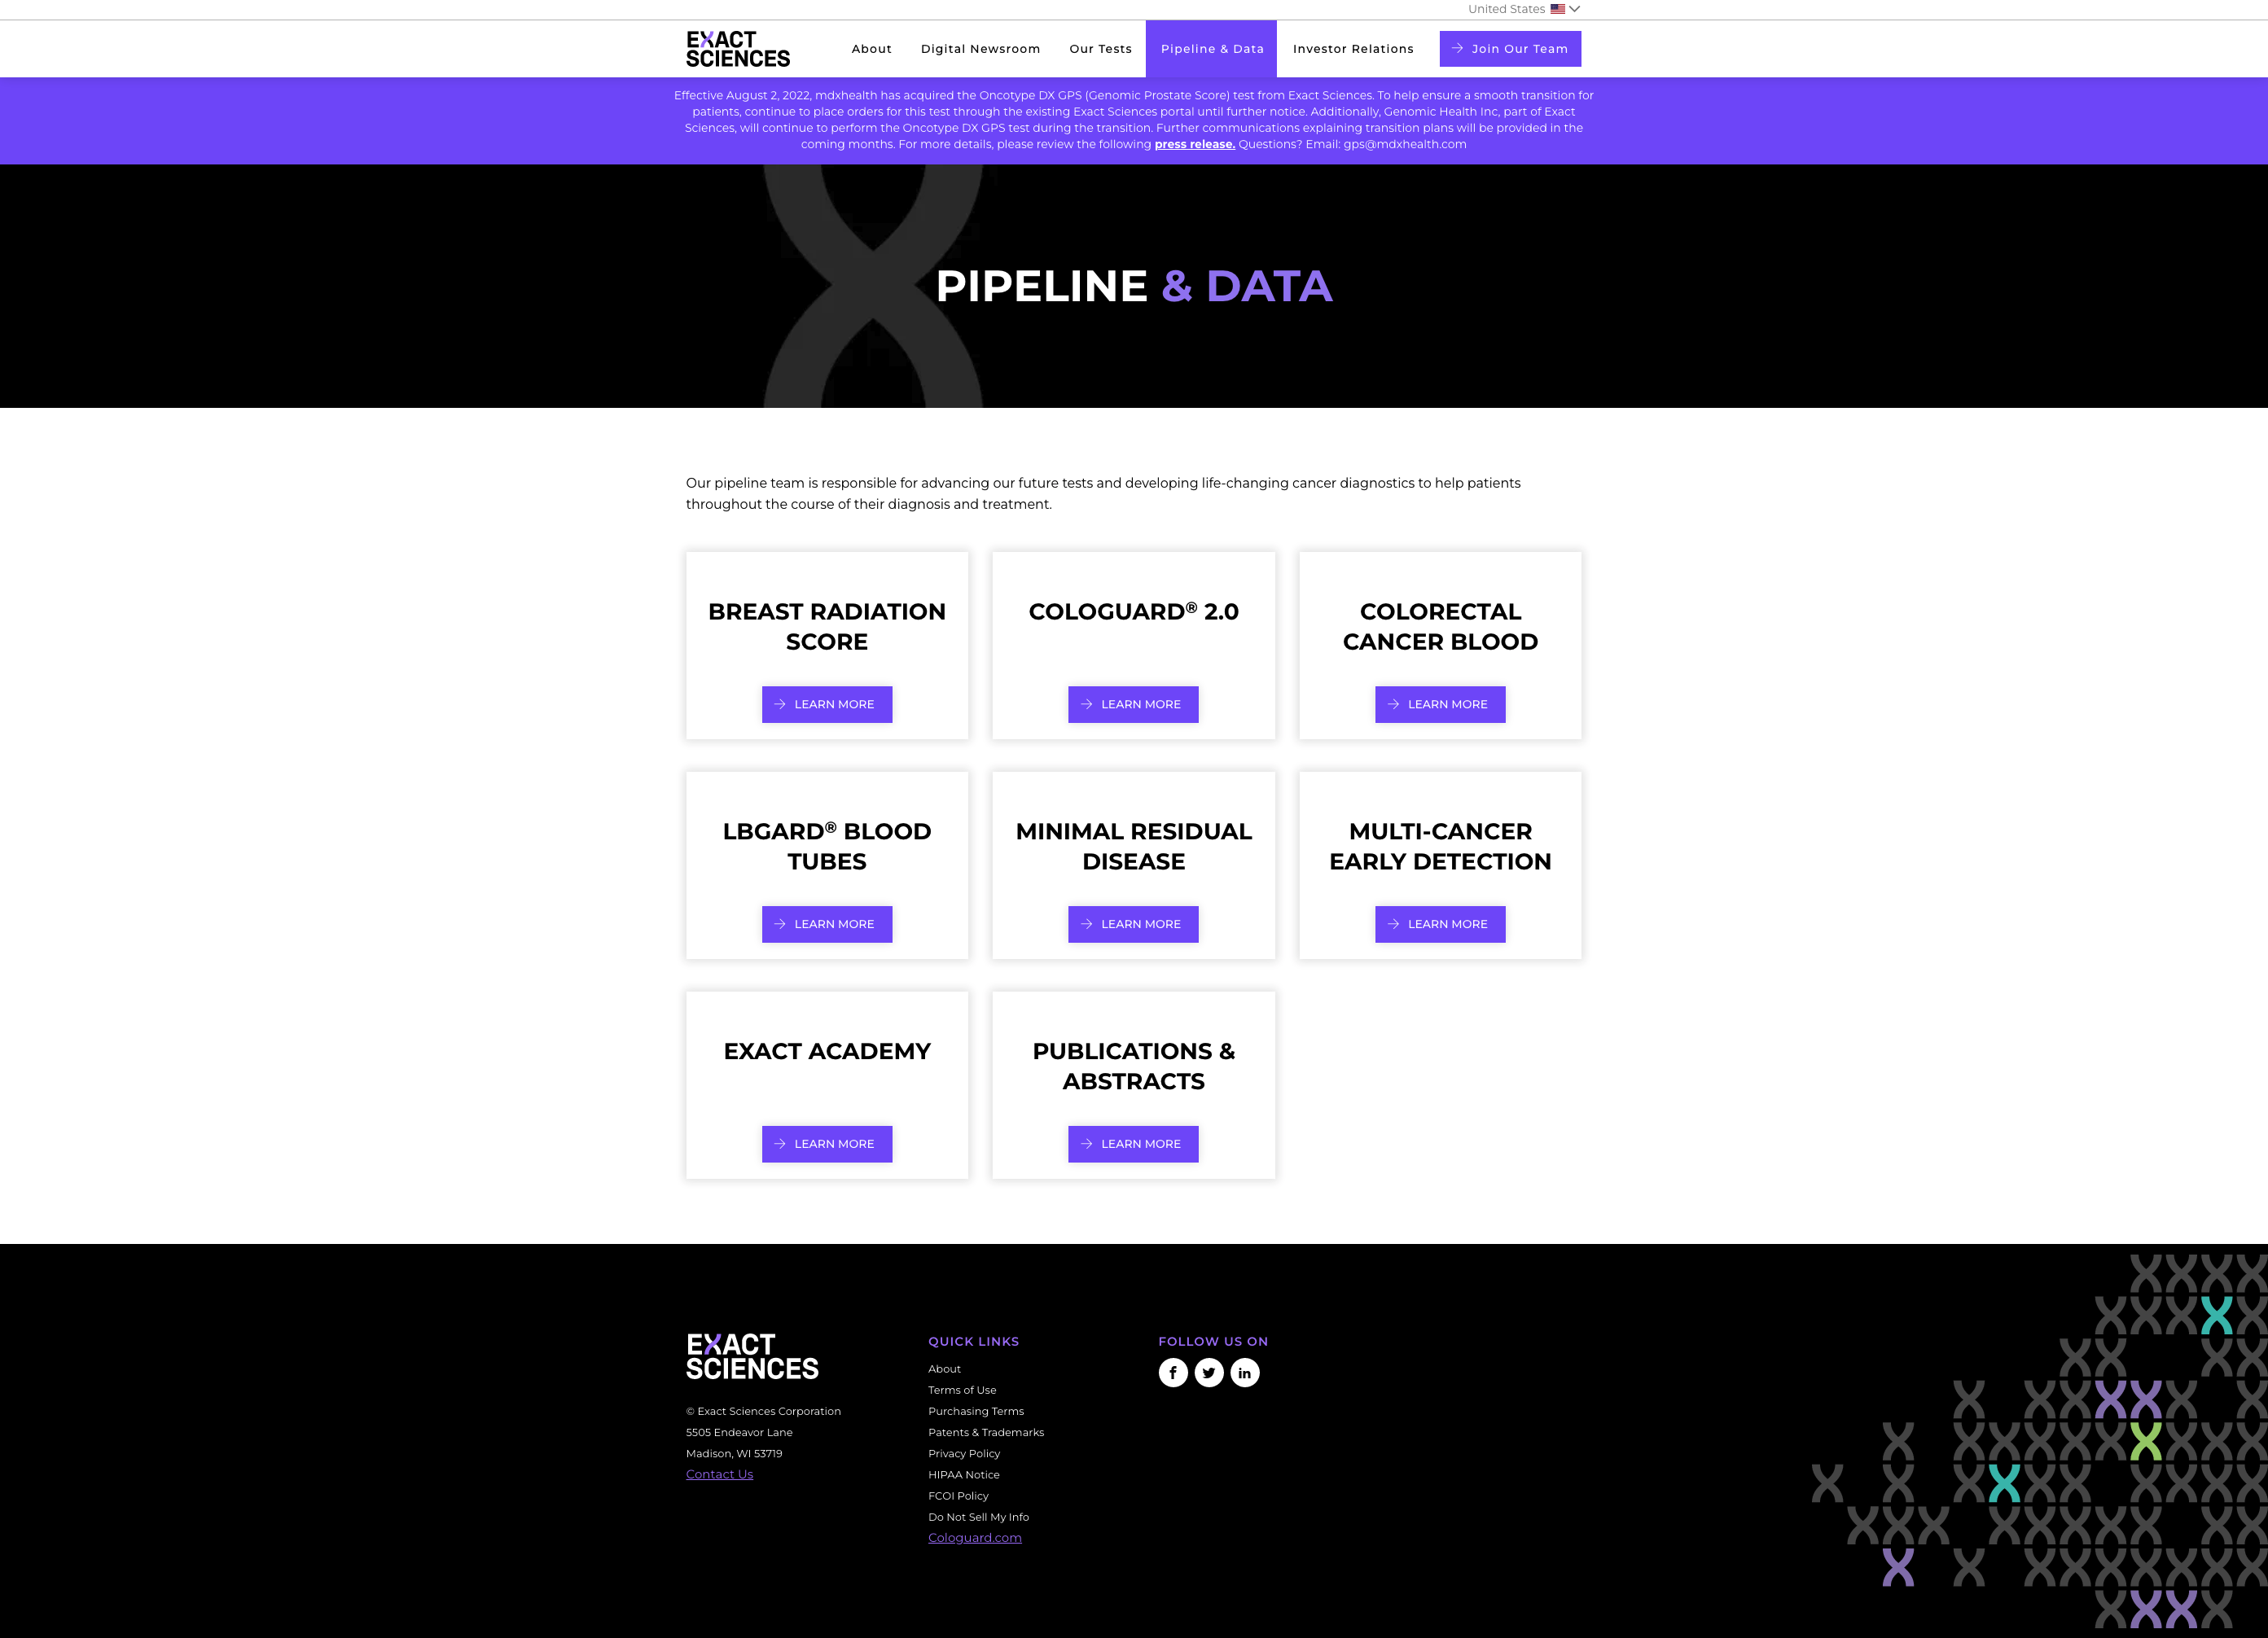 United States
EXACT
SCIENCES
About
Digital Newsroom
Our Tests
Pipeline & Data
Investor Relations
Join Our Team
Effective August 2, 2022, mdxhealth has acquired the Oncotype DX GPS (Genomic Prostate Score) test from Exact Sciences. To help ensure a smooth transition for
patients, continue to place orders for this test through the existing Exact Sciences portal until further notice. Additionally, Genomic Health Inc, part of Exact
Sciences, will continue to perform the Oncotype DX GPS test during the transition. Further communications explaining transition plans will be provided in the
coming months. For more details, please review the following press release. Questions? Email: gps@mdxhealth.com
PIPELINE & DATA
Our pipeline team is responsible for advancing our future tests and developing life-changing cancer diagnostics to help patients
throughout the course of their diagnosis and treatment.
BREAST RADIATION
SCORE
LEARN MORE
COLOGUARD® 2.0
LEARN MORE
COLORECTAL
CANCER BLOOD
LEARN MORE
LBGARD® BLOOD
TUBES
LEARN MORE
MINIMAL RESIDUAL
DISEASE
LEARN MORE
MULTI-CANCER
EARLY DETECTION
LEARN MORE
EXACT ACADEMY
LEARN MORE
PUBLICATIONS &
ABSTRACTS
LEARN MORE
EXACT
SCIENCES
© Exact Sciences Corporation
5505 Endeavor Lane
Madison, WI 53719
Contact Us
QUICK LINKS
About
Terms of Use
Purchasing Terms
Patents & Trademarks
Privacy Policy
HIPAA Notice
FCOI Policy
Do Not Sell My Info
Cologuard.com
FOLLOW US ON